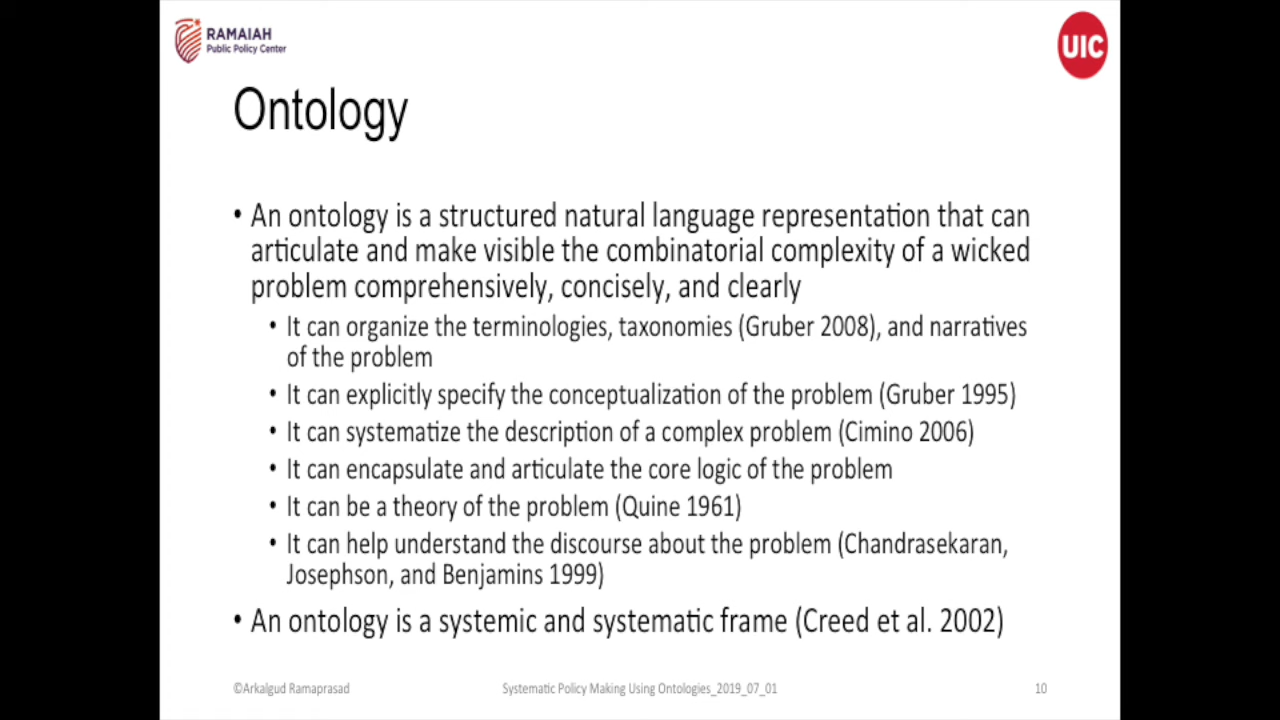 RAMAIAH
Public Policy Center
UIC
Ontology
• An ontology is a structured natural language representation that can
articulate and make visible the combinatorial complexity of a wicked
problem comprehensively, concisely, and clearly
• It can organize the terminologies, taxonomies (Gruber 2008), and narratives
of the problem
• It can explicitly specify the conceptualization of the problem (Gruber 1995)
• It can systematize the description of a complex problem (Cimino 2006)
• It can encapsulate and articulate the core logic of the problem
• It can be a theory of the problem (Quine 1961)
• It can help understand the discourse about the problem (Chandrasekaran,
Josephson, and Benjamins 1999)
• An ontology is a systemic and systematic frame (Creed et al. 2002)
©Arkalgud Ramaprasad
Systematic Policy Making Using Ontologies_2019_07_01
10